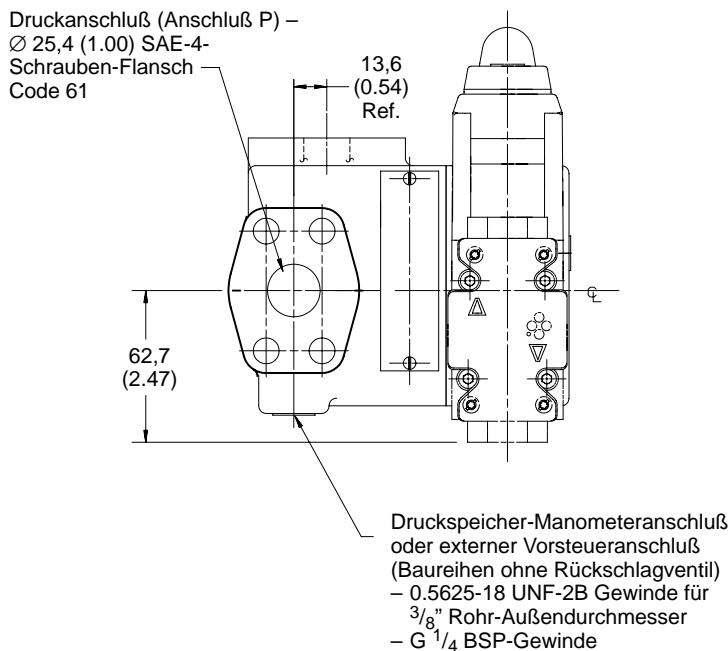 Druckanschluß (Anschluß P) –
∅ 25,4 (1.00) SAE-4-
Schrauben-Flansch
Code 61
13,6
(0.54)
Ref.
℄
62,7
(2.47)
Druckspeicher-Manometeranschluß
oder externer Vorsteueranschluß
(Baureihen ohne Rückschlagventil)
– 0.5625-18 UNF-2B Gewinde für
3/8” Rohr-Außendurchmesser
– G 1/4 BSP-Gewinde